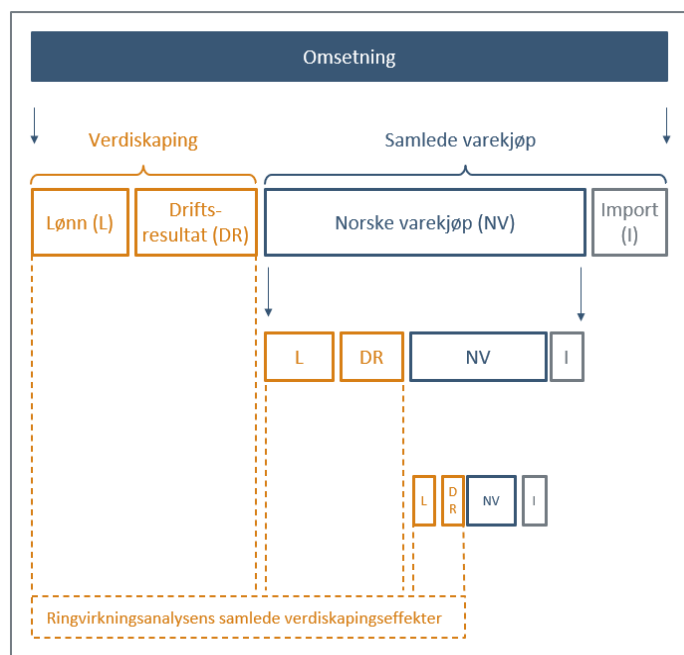 Omsetning
Verdiskaping
Samlede varekjøp
Lønn (L)
Drifts-
resultat (DR)
Norske varekjøp (NV)
Import
(I)
L
DR
NV
I
L
D
R
NV
I
Ringvirkningsanalysens samlede verdiskapingseffekter